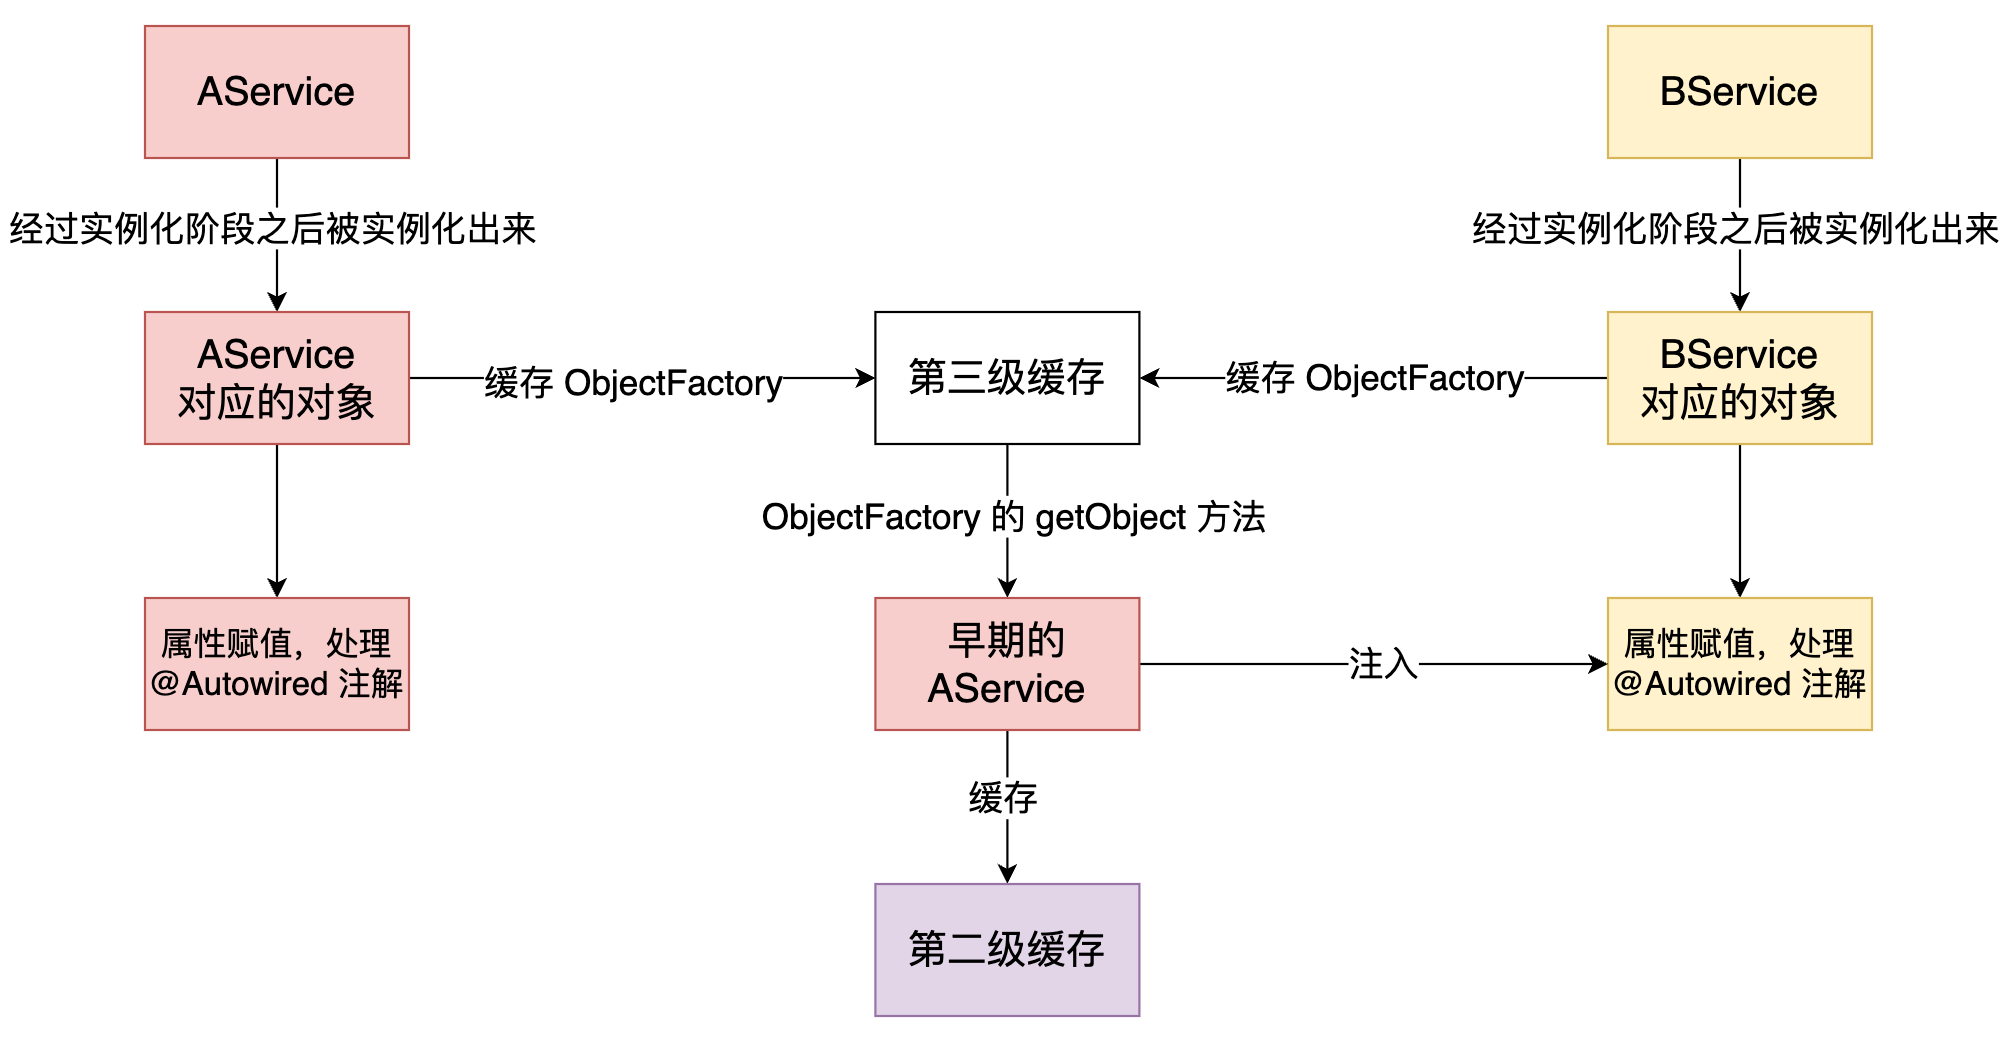 AService
BService
经过实例化阶段之后被实例化出来
经过实例化阶段之后被实例化出来
AService
对应的对象
缓存 ObjectFactory
第三级缓存
缓存 ObjectFactory
BService
对应的对象
ObjectFactory 的 getObject 方法
属性赋值，处理
@Autowired 注解
早期的
AService
注入
属性赋值，处理
@Autowired 注解
缓存
第二级缓存